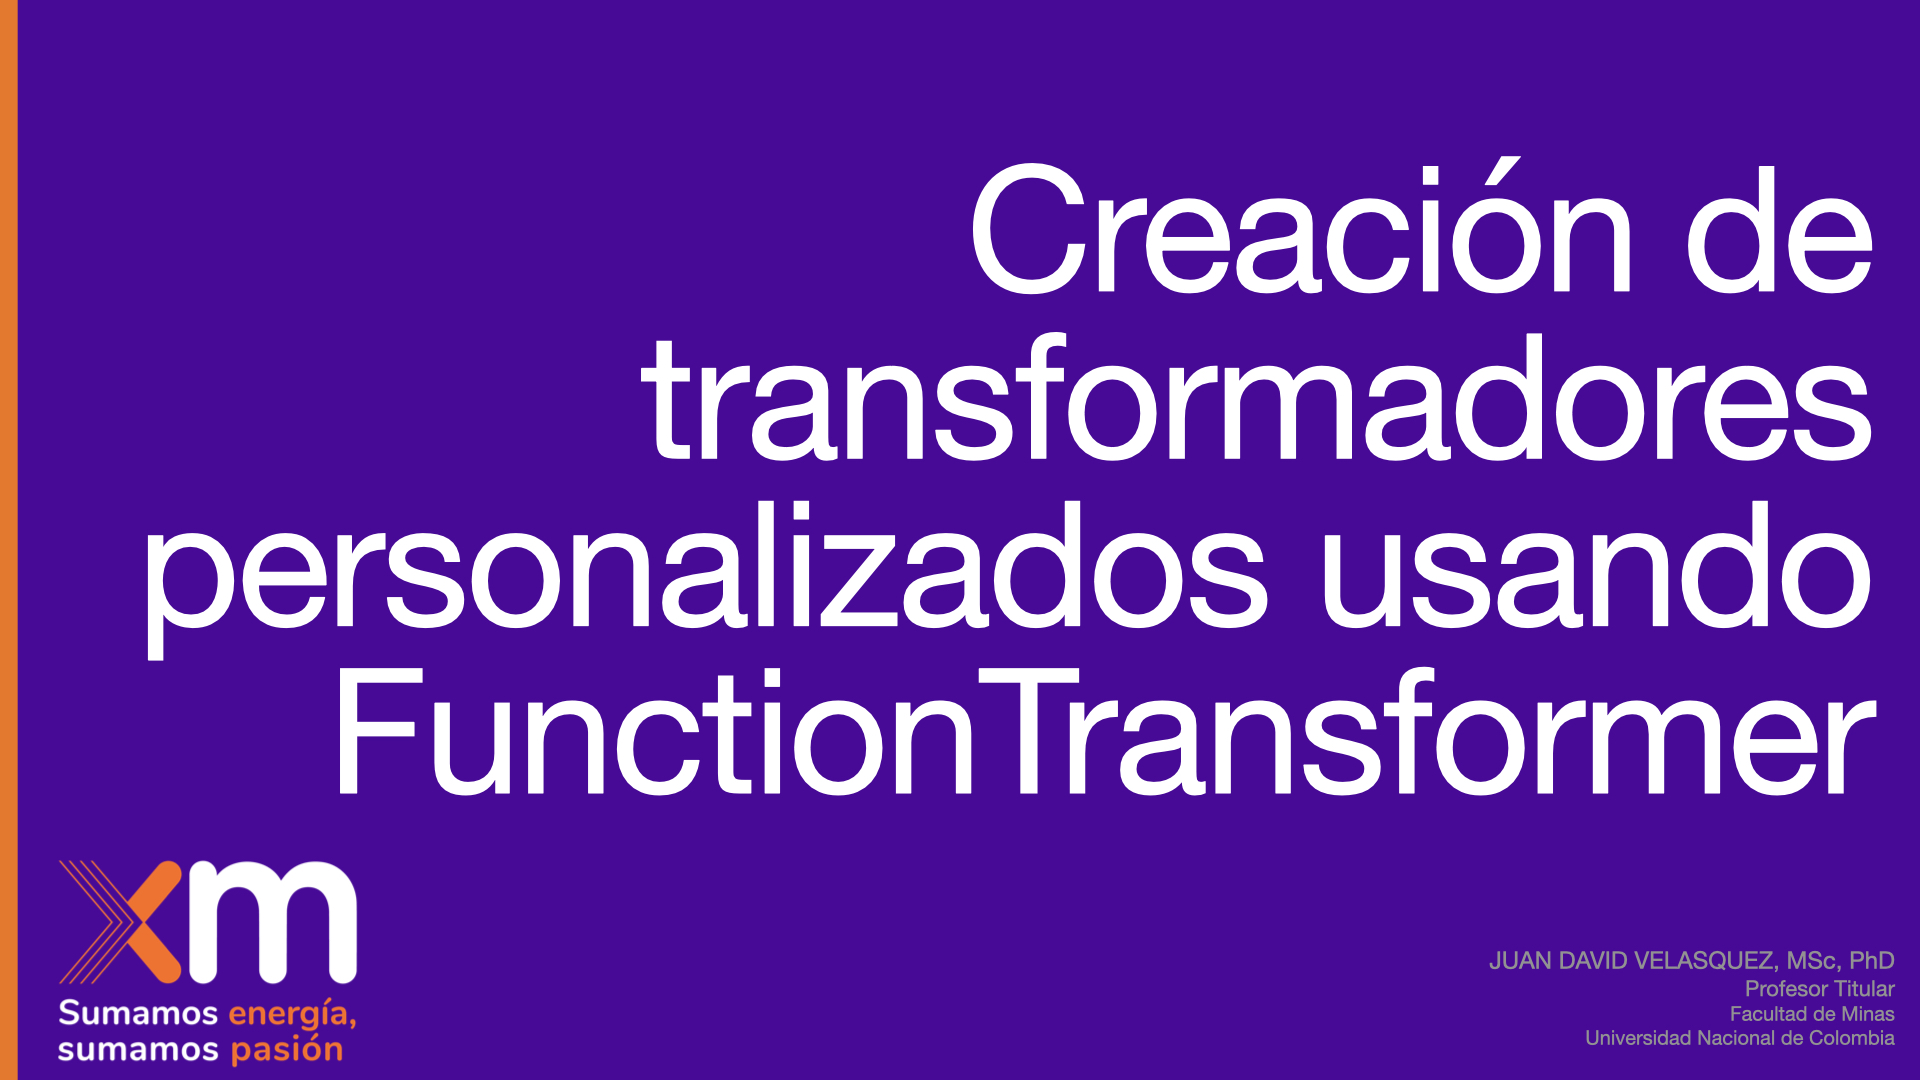 Creación de
transformadores
personalizados usando
FunctionTransformer
xm
Sumamos energía,
sumamos pasión
JUAN DAVID VELASQUEZ, MSc, PhD
Profesor Titular
Facultad de Minas
Universidad Nacional de Colombia